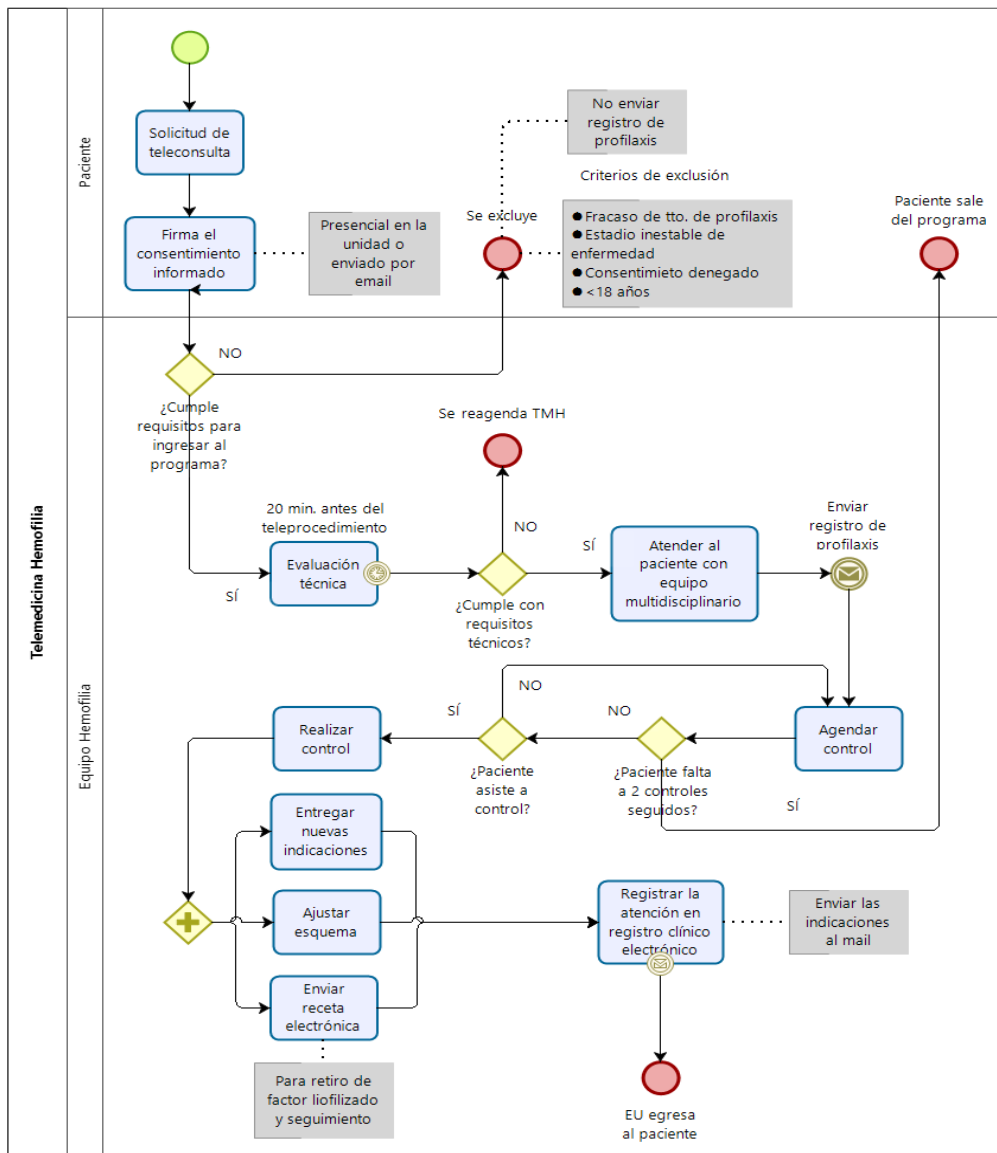 Telemedicina Hemofilia
Paciente
Solicitud de
teleconsulta
Firma el
consentimiento
informado
Presencial en la
unidad o
enviado por
email
No enviar
registro de
profilaxis
Criterios de exclusión
Se excluye
● Fracaso de tto. de profilaxis
● Estadio inestable de
enfermedad
● Consentimieto denegado
● <18 años
Paciente sale
del programa
Equipo Hemofilia
NO
¿Cumple
requisitos para
ingresar al
programa?
SÍ
Se reagenda TMH
20 min. antes del
teleprocedimiento
Evaluación
técnica
NO
¿Cumple con
requisitos
técnicos?
SÍ
Atender al
paciente con
equipo
multidisciplinario
Enviar
registro de
profilaxis
Agendar
control
NO
¿Paciente falta
a 2 controles
seguidos?
SÍ
NO
SÍ
¿Paciente
asiste a
control?
Realizar
control
Entregar
nuevas
indicaciones
Ajustar
esquema
Enviar
receta
electrónica
Para retiro de
factor liofilizado
y seguimiento
Registrar la
atención en
registro clínico
electrónico
Enviar las
indicaciones
al mail
EU egresa
al paciente